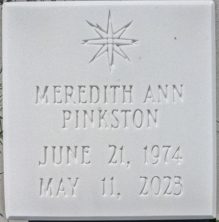 MEREDITH ANN
PINKSTON
JUNE 21, 1974
MAY 11, 2023